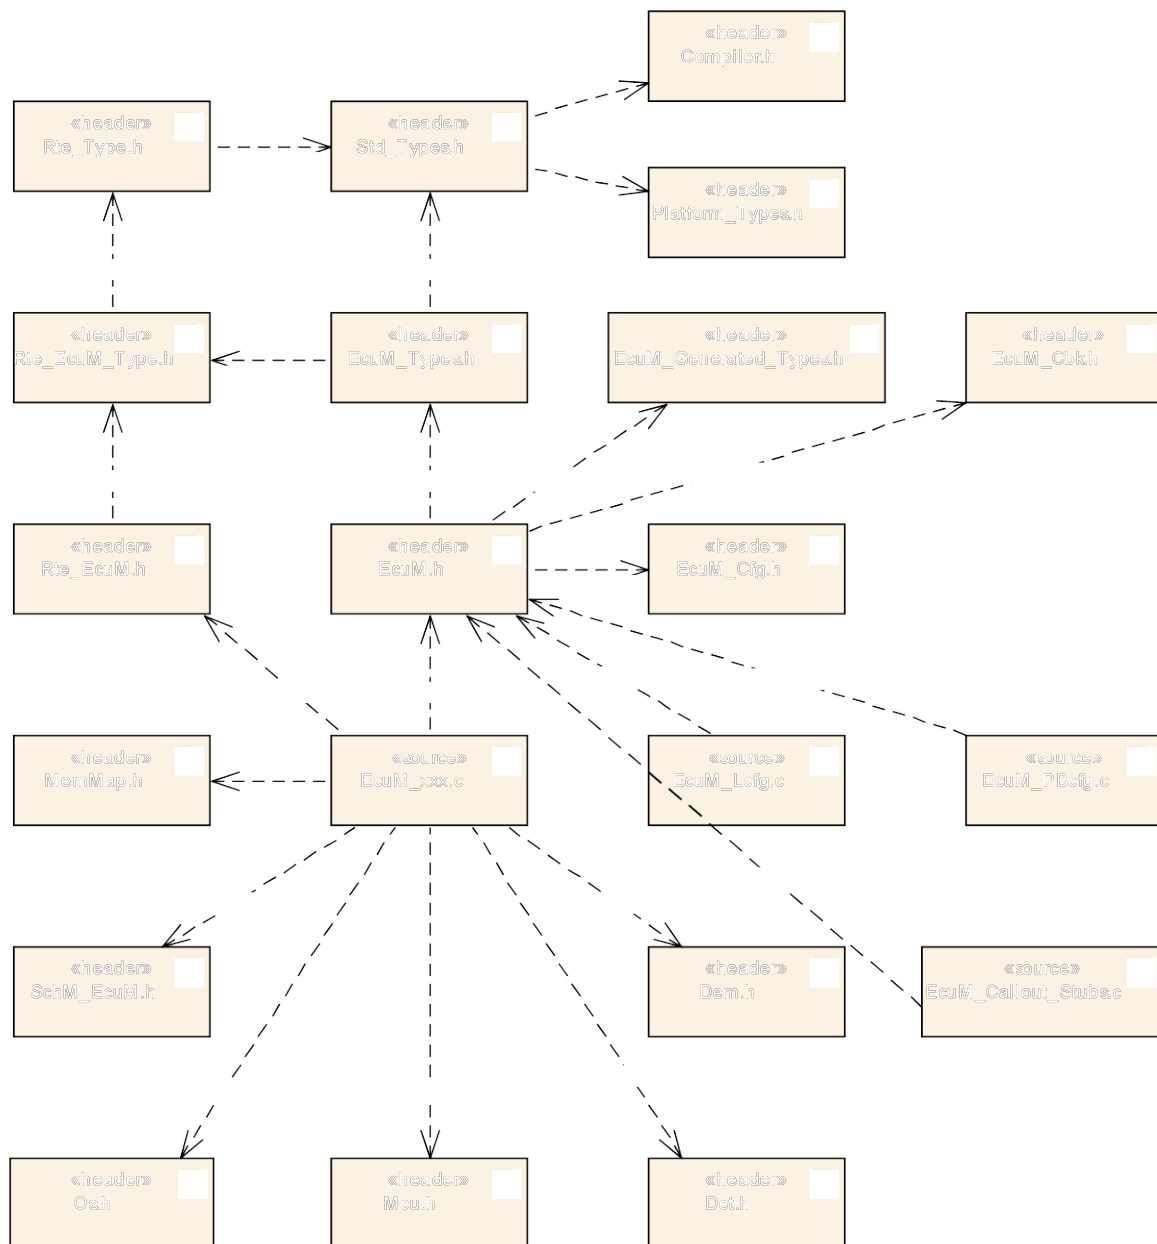 «header»
Compiler.h
«header»
Rte_Type.h
«header»
Std_Types.h
«header»
Platform_Types.h
«header»
Rte_EcuM_Type.h
«header»
EcuM_Types.h
«header»
EcuM_Generated_Types.h
«header»
EcuM_Cbk.h
«header»
Rte_EcuM.h
«header»
EcuM.h
«header»
EcuM_Cfg.h
«header»
MemMap.h
«source»
EcuM_xxx.c
«source»
EcuM_Lcfg.c
«source»
EcuM_PBcfg.c
«header»
SchM_EcuM.h
«header»
Dem.h
«source»
EcuM_Callout_Stubs.c
«header»
Os.h
«header»
Mcu.h
«header»
Det.h